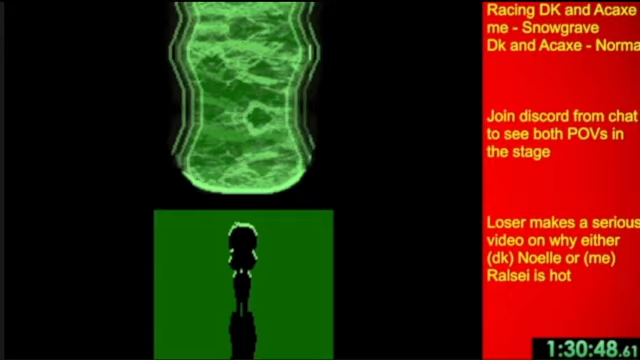 Racing DK and Acaxe
me - Snowgrave
Dk and Acaxe - Norma
Join discord from chat
to see both POVs in
the stage
Loser makes a serious
video on why either
(dk) Noelle or (me)
Ralsei is hot
1:30:48.61